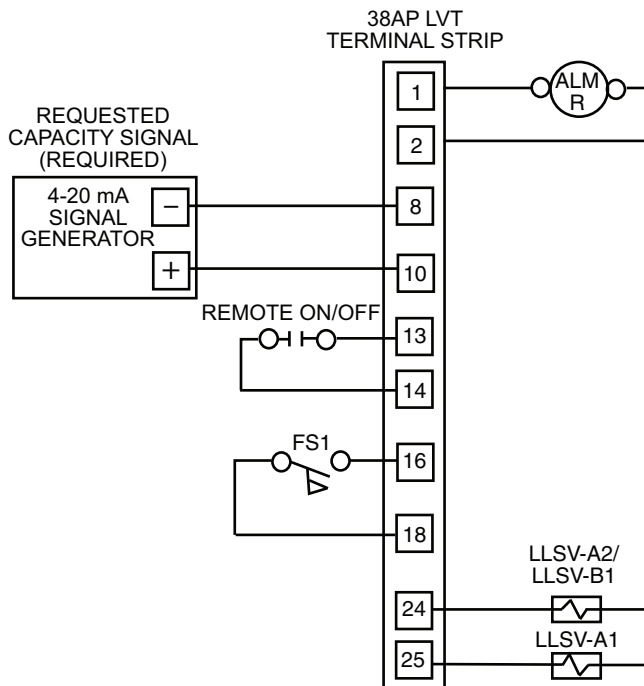 38AP LVT
TERMINAL STRIP
1
ALM
R
2
REQUESTED
CAPACITY SIGNAL
(REQUIRED)
4-20 mA
SIGNAL
GENERATOR
−
+
8
10
REMOTE ON/OFF
13
14
FS1
16
18
LLSV-A2/
LLSV-B1
24
LLSV-A1
25